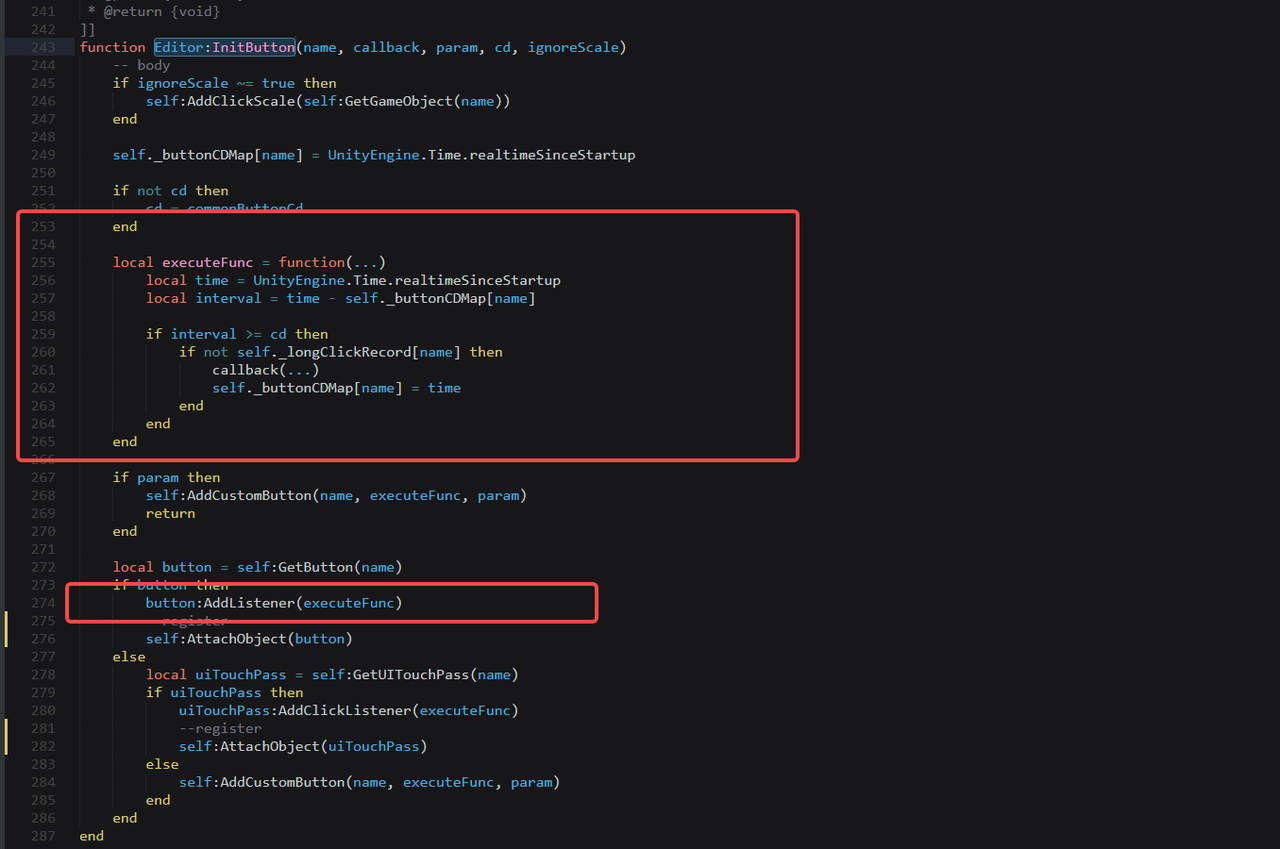 241 * @return {void}
242 ]]
243 function Editor:InitButton(name, callback, param, cd, ignoreScale)
244 -- body
245 if ignoreScale ~= true then
246 self:AddClickScale(self:GetGameObject(name))
247 end
248
249 self._buttonCDMap[name] = UnityEngine.Time.realtimeSinceStartup
250
251 if not cd then
252 cd = commonButtonCd
253 end
254
255 local executeFunc = function(...)
256 local time = UnityEngine.Time.realtimeSinceStartup
257 local interval = time - self._buttonCDMap[name]
258
259 if interval >= cd then
260 if not self._longClickRecord[name] then
261 callback(...)
262 self._buttonCDMap[name] = time
263 end
264 end
265 end
266
267 if param then
268 self:AddCustomButton(name, executeFunc, param)
269 return
270 end
271
272 local button = self:GetButton(name)
273 if button then
274 button:AddListener(executeFunc)
275 --register
276 self:AttachObject(button)
277 else
278 local uiTouchPass = self:GetUITouchPass(name)
279 if uiTouchPass then
280 uiTouchPass:AddClickListener(executeFunc)
281 --register
282 self:AttachObject(uiTouchPass)
283 else
284 self:AddCustomButton(name, executeFunc, param)
285 end
286 end
287 end